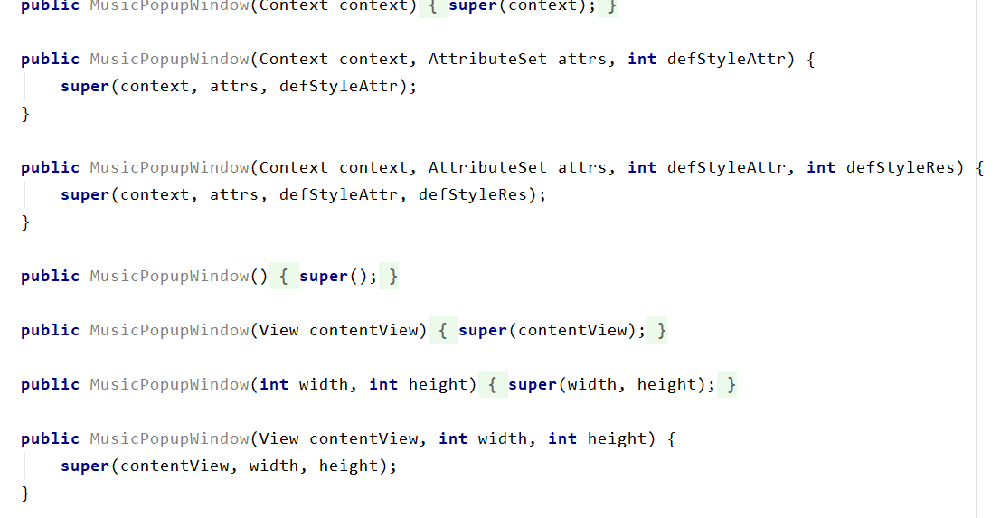 public MusicPopupWindow(Context context) { super(context); }
public MusicPopupWindow(Context context, AttributeSet attrs, int defStyleAttr) {
super(context, attrs, defStyleAttr);
}
public MusicPopupWindow(Context context, AttributeSet attrs, int defStyleAttr, int defStyleRes) {
super(context, attrs, defStyleAttr, defStyleRes);
}
public MusicPopupWindow() { super(); }
public MusicPopupWindow(View contentView) { super(contentView); }
public MusicPopupWindow(int width, int height) { super(width, height); }
public MusicPopupWindow(View contentView, int width, int height) {
super(contentView, width, height);
}